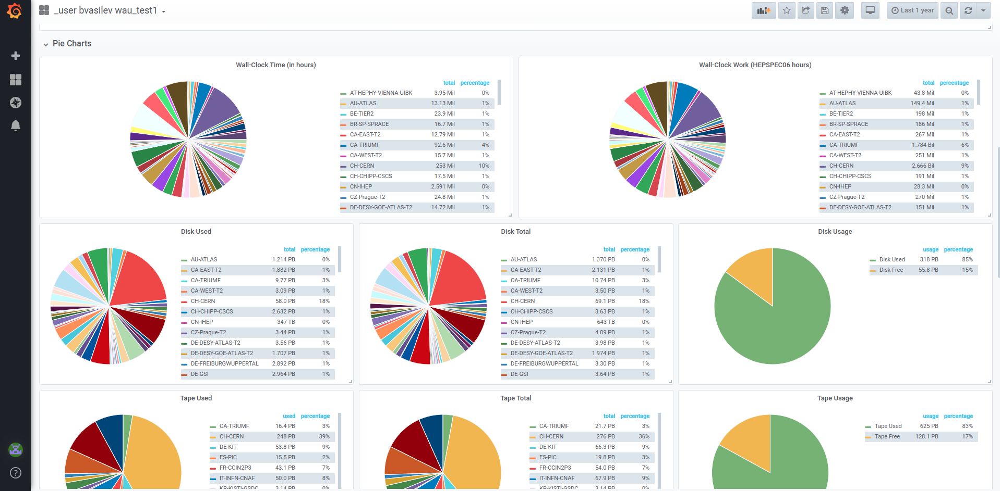 _user bvasilev wau_test1
Last 1 year
Pie Charts
Wall-Clock Time (in hours)
total percentage
AT-HEPHY-VIENNA-UIBK 3.95 Mil 0%
AU-ATLAS 13.13 Mil 1%
BE-TIER2 23.9 Mil 1%
BR-SP-SPRACE 16.7 Mil 1%
CA-EAST-T2 12.79 Mil 1%
CA-TRIUMF 92.6 Mil 4%
CA-WEST-T2 15.7 Mil 1%
CH-CERN 253 Mil 10%
CH-CHIPP-CSCS 17.5 Mil 1%
CN-IHEP 2.591 Mil 0%
CZ-Prague-T2 24.8 Mil 1%
DE-DESY-GOE-ATLAS-T2 14.72 Mil 1%
Wall-Clock Work (HEPSPEC06 hours)
total percentage
AT-HEPHY-VIENNA-UIBK 43.8 Mil 0%
AU-ATLAS 149.4 Mil 1%
BE-TIER2 198 Mil 1%
BR-SP-SPRACE 186 Mil 1%
CA-EAST-T2 267 Mil 1%
CA-TRIUMF 1.784 Bil 6%
CA-WEST-T2 251 Mil 1%
CH-CERN 2.666 Bil 9%
CH-CHIPP-CSCS 191 Mil 1%
CN-IHEP 28.3 Mil 0%
CZ-Prague-T2 270 Mil 1%
DE-DESY-GOE-ATLAS-T2 151 Mil 1%
Disk Used
total percentage
AU-ATLAS 1.214 PB 0%
CA-EAST-T2 1.882 PB 1%
CA-TRIUMF 9.77 PB 3%
CA-WEST-T2 3.09 PB 1%
CH-CERN 58.0 PB 18%
CH-CHIPP-CSCS 2.632 PB 1%
CN-IHEP 347 TB 0%
CZ-Prague-T2 3.44 PB 1%
DE-DESY-ATLAS-T2 3.56 PB 1%
DE-DESY-GOE-ATLAS-T2 1.707 PB 1%
DE-FREIBURGWUPPERTAL 2.892 PB 1%
DE-GSI 2.964 PB 1%
Disk Total
total percentage
AU-ATLAS 1.370 PB 0%
CA-EAST-T2 2.131 PB 1%
CA-TRIUMF 10.74 PB 3%
CA-WEST-T2 3.50 PB 1%
CH-CERN 69.1 PB 18%
CH-CHIPP-CSCS 3.63 PB 1%
CN-IHEP 643 TB 0%
CZ-Prague-T2 4.09 PB 1%
DE-DESY-ATLAS-T2 3.98 PB 1%
DE-DESY-GOE-ATLAS-T2 1.974 PB 1%
DE-FREIBURGWUPPERTAL 3.30 PB 1%
DE-GSI 3.64 PB 1%
Disk Usage
usage percentage
Disk Used 318 PB 85%
Disk Free 55.8 PB 15%
Tape Used
used percentage
CA-TRIUMF 16.4 PB 3%
CH-CERN 248 PB 39%
DE-KIT 53.8 PB 9%
ES-PIC 15.5 PB 2%
FR-CCIN2P3 43.1 PB 7%
IT-INFN-CNAF 50.0 PB 8%
KR-KISTI-GSDC 3.14 PB 0%
Tape Total
total percentage
CA-TRIUMF 21.7 PB 3%
CH-CERN 276 PB 36%
DE-KIT 66.3 PB 9%
ES-PIC 19.8 PB 3%
FR-CCIN2P3 54.0 PB 7%
IT-INFN-CNAF 67.9 PB 9%
KR-KISTI-GSDC 3.14 PB 0%
Tape Usage
usage percentage
Tape Used 625 PB 83%
Tape Free 128.1 PB 17%